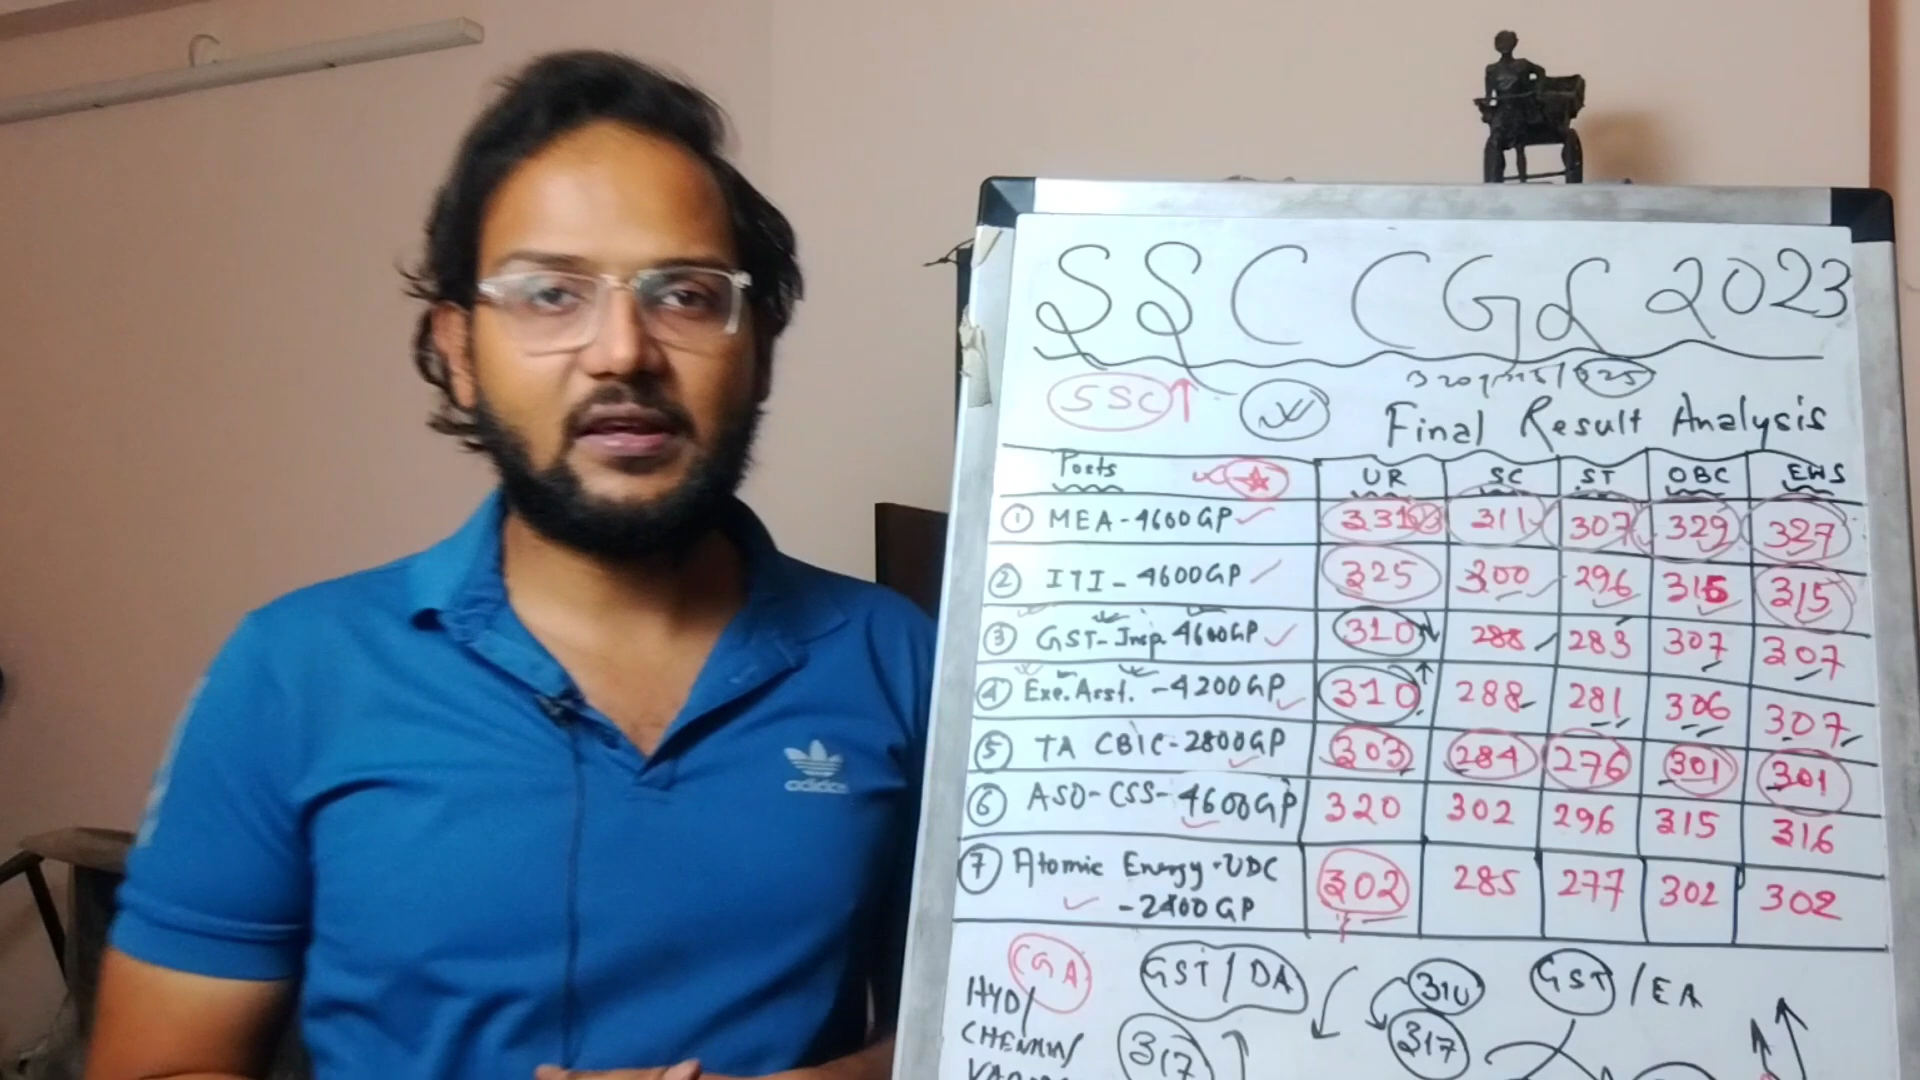 SSC CGL 2023
SSC
325
Final Result Analysis
Posts UR SC ST OBC EWS
① MEA-4600GP 331 311 307 329 327
② ITI-4600GP 325 300 296 315 315
③ GST-Insp. 4600GP 310 288 283 307 307
④ Exe.Asst. -4200GP 310 288 281 306 307
⑤ TA CBIC-2800GP 303 284 276 301 301
⑥ ASO-CSS-4600GP 320 302 296 315 316
⑦ Atomic Energy-UDC 302 285 277 302 302
-2400GP
CGA GST/DA 310 GST/EA
HYD/
CHENNAI/ 317 317
adidas